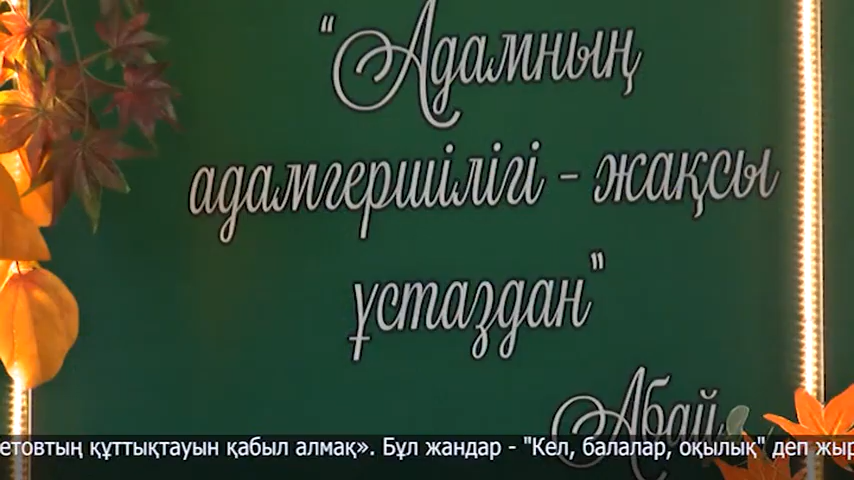 "Адамның
адамгершілігі - жақсы
ұстаздан"
Абай
етовтың құттықтауын қабыл алмақ». Бұл жандар - "Кел, балалар, оқылық" деп жыр